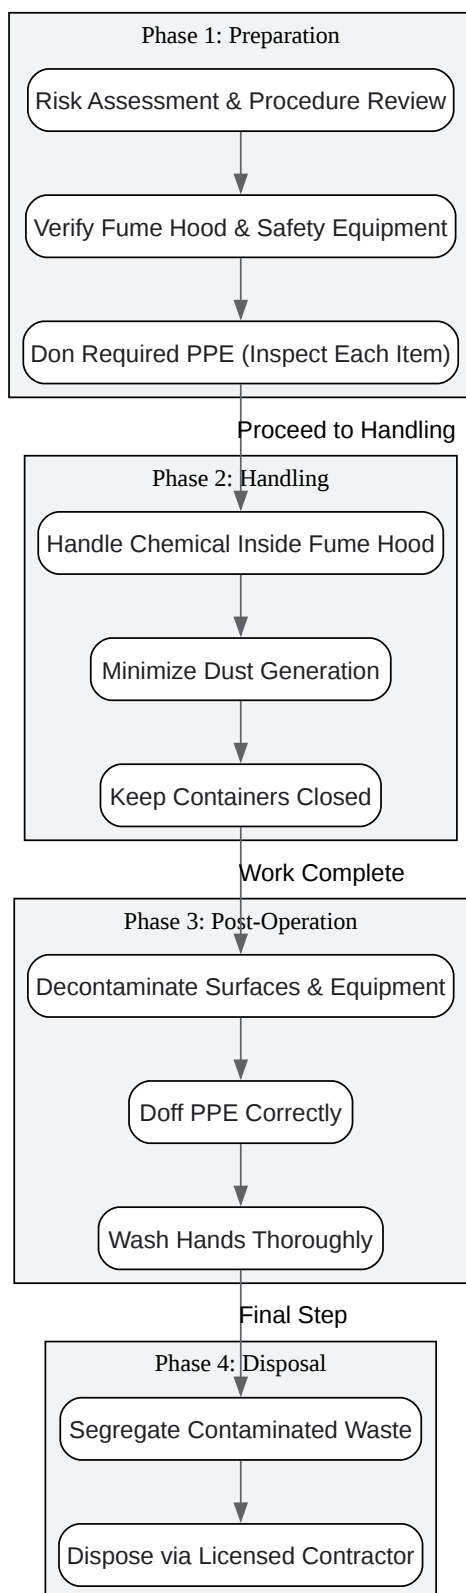 Phase 1: Preparation
Risk Assessment & Procedure Review
Verify Fume Hood & Safety Equipment
Don Required PPE (Inspect Each Item)
Proceed to Handling
Phase 2: Handling
Handle Chemical Inside Fume Hood
Minimize Dust Generation
Keep Containers Closed
Work Complete
Phase 3: Post-Operation
Decontaminate Surfaces & Equipment
Doff PPE Correctly
Wash Hands Thoroughly
Final Step
Phase 4: Disposal
Segregate Contaminated Waste
Dispose via Licensed Contractor